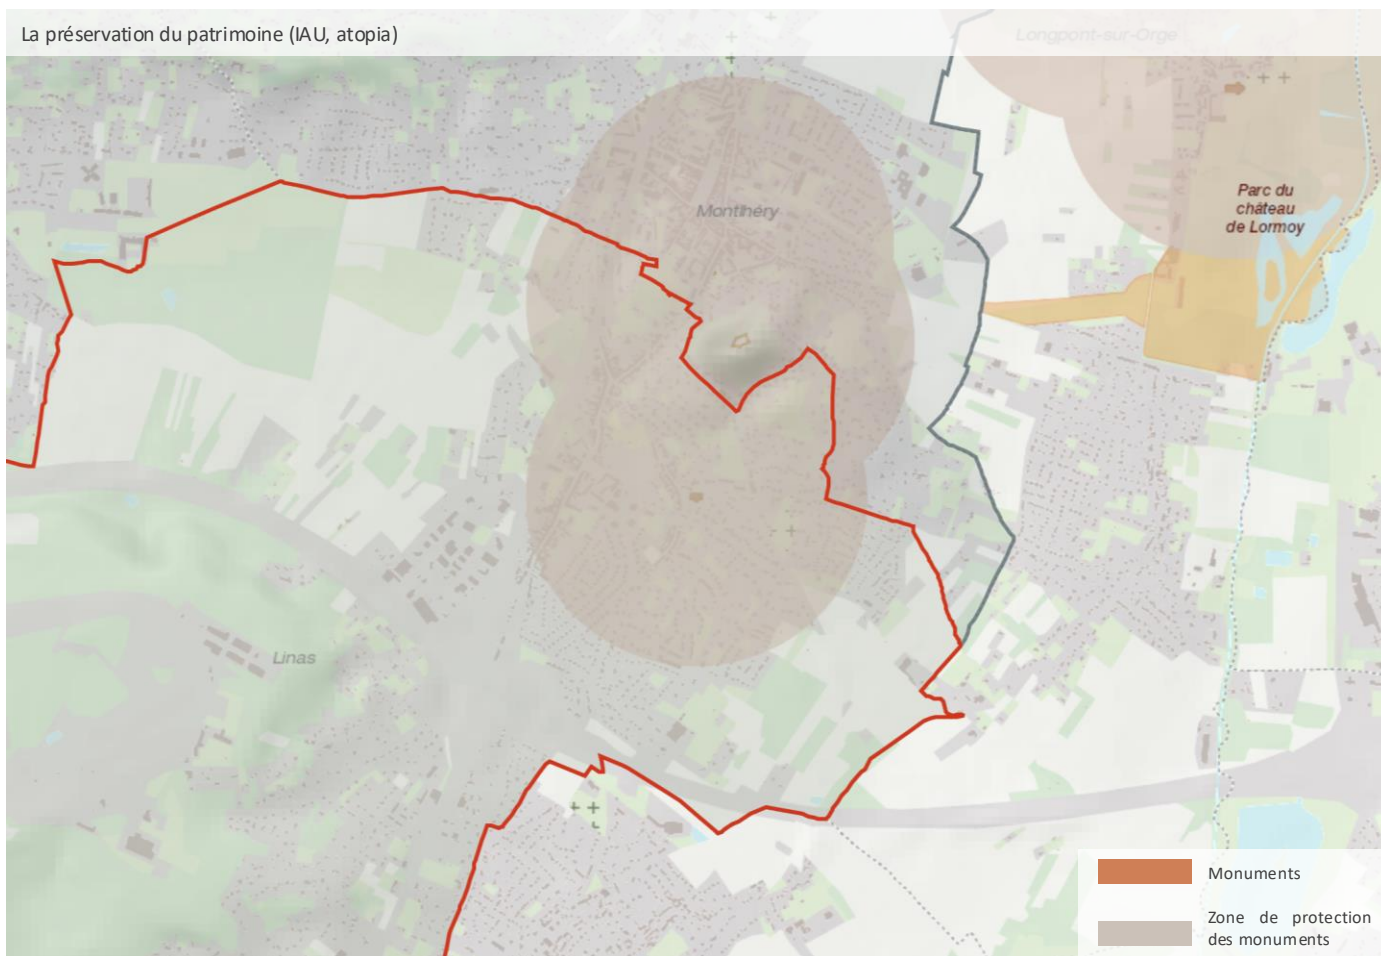 La préservation du patrimoine (IAU, atopia)
Longpont-sur-Orge
Parc du
château
de Lormoy
Montlhéry
Linas
Monuments
Zone de protection
des monuments